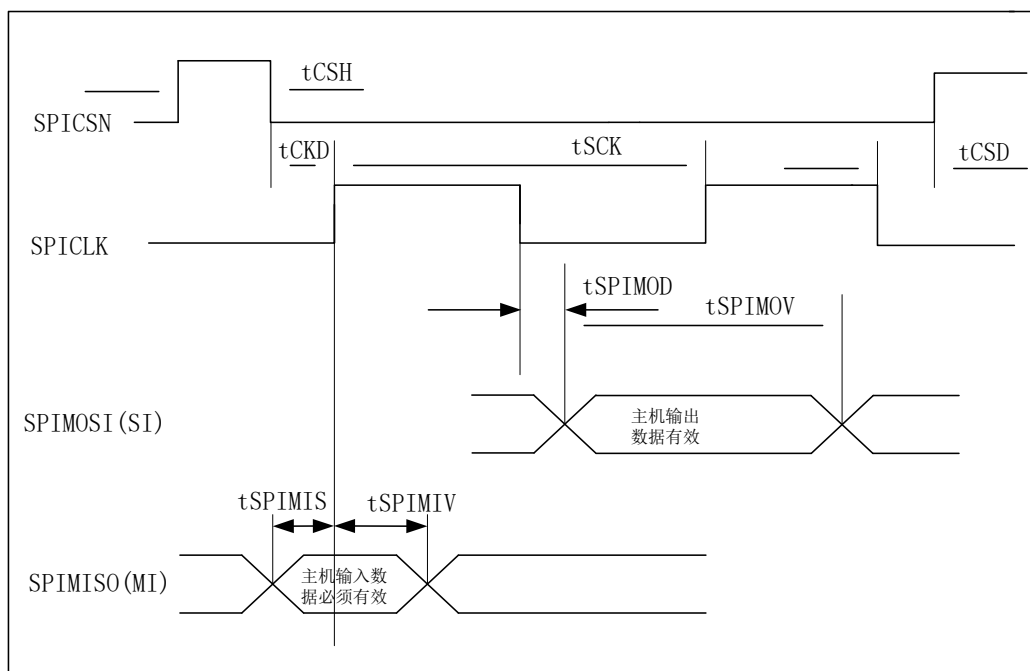 tCSH
SPICSN
tCKD
tSCK
tCSD
SPICLK
tSPIMOD
tSPIMOV
SPIMOSI(SI)
主机输出
数据有效
tSPIMIS
tSPIMIV
SPIMISO(MI)
主机输入数
据必须有效